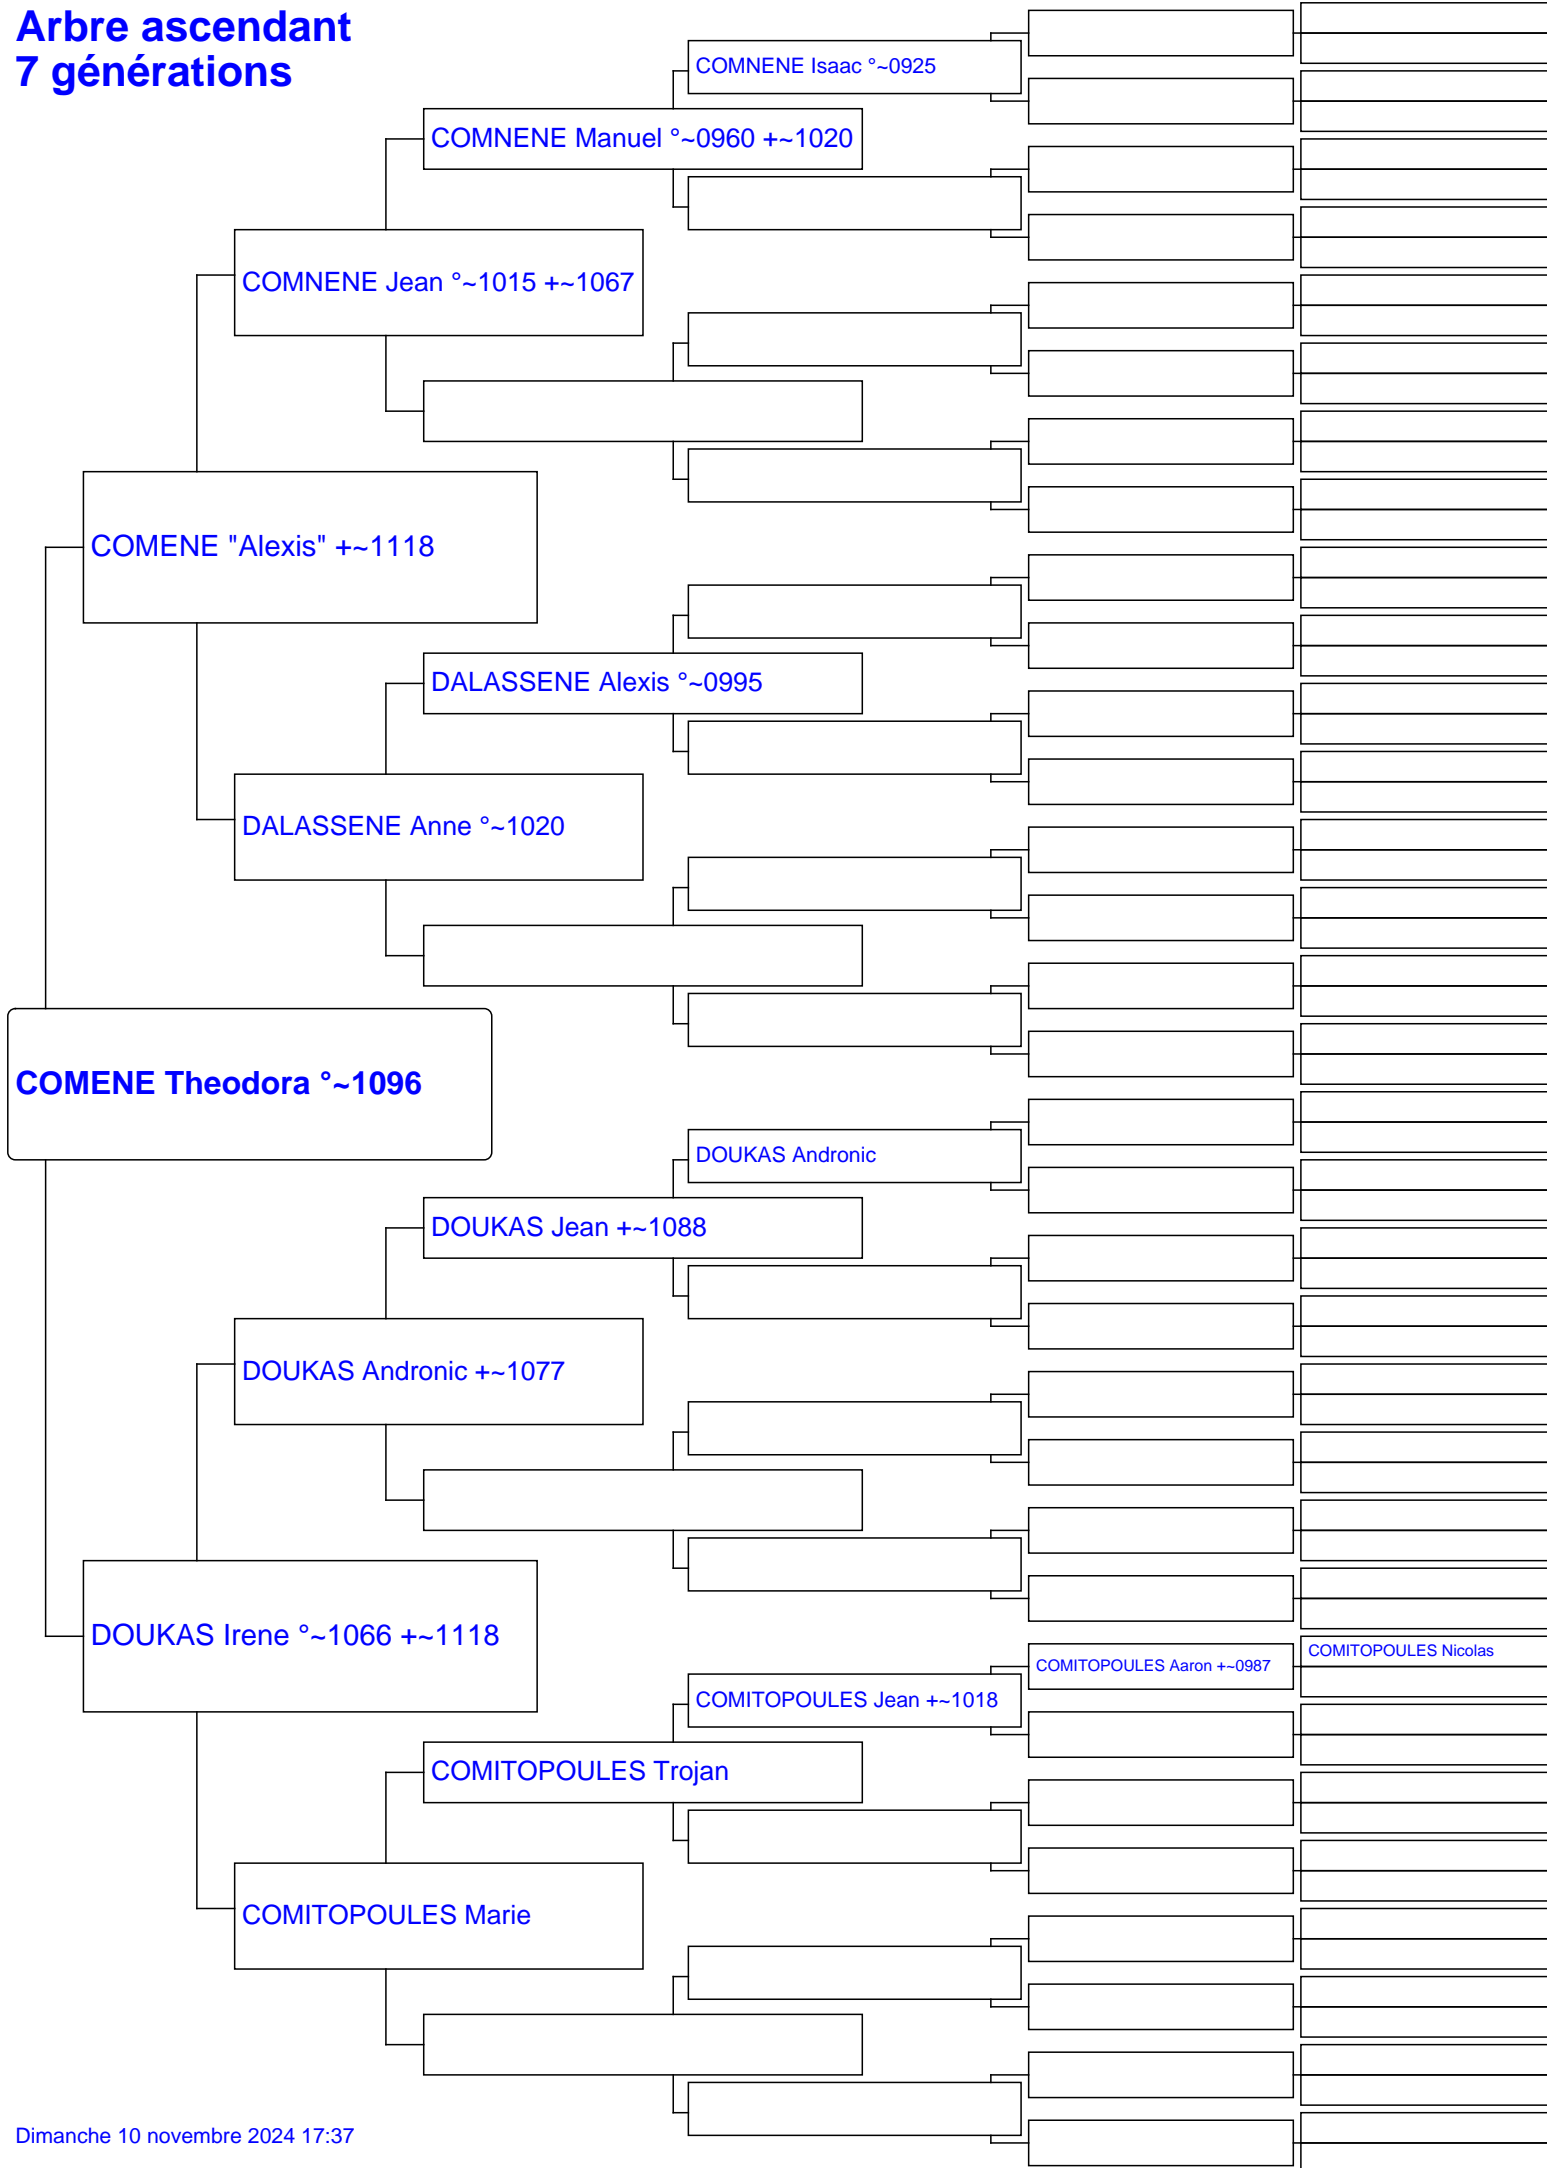 Arbre ascendant
7 générations
COMNENE Isaac °~0925
COMNENE Manuel °~0960 +~1020
COMNENE Jean °~1015 +~1067
COMENE "Alexis" +~1118
DALASSENE Alexis °~0995
DALASSENE Anne °~1020
COMENE Theodora °~1096
DOUKAS Andronic
DOUKAS Jean +~1088
DOUKAS Andronic +~1077
DOUKAS Irene °~1066 +~1118
COMITOPOULES Nicolas
COMITOPOULES Aaron +~0987
COMITOPOULES Jean +~1018
COMITOPOULES Trojan
COMITOPOULES Marie
Dimanche 10 novembre 2024 17:37